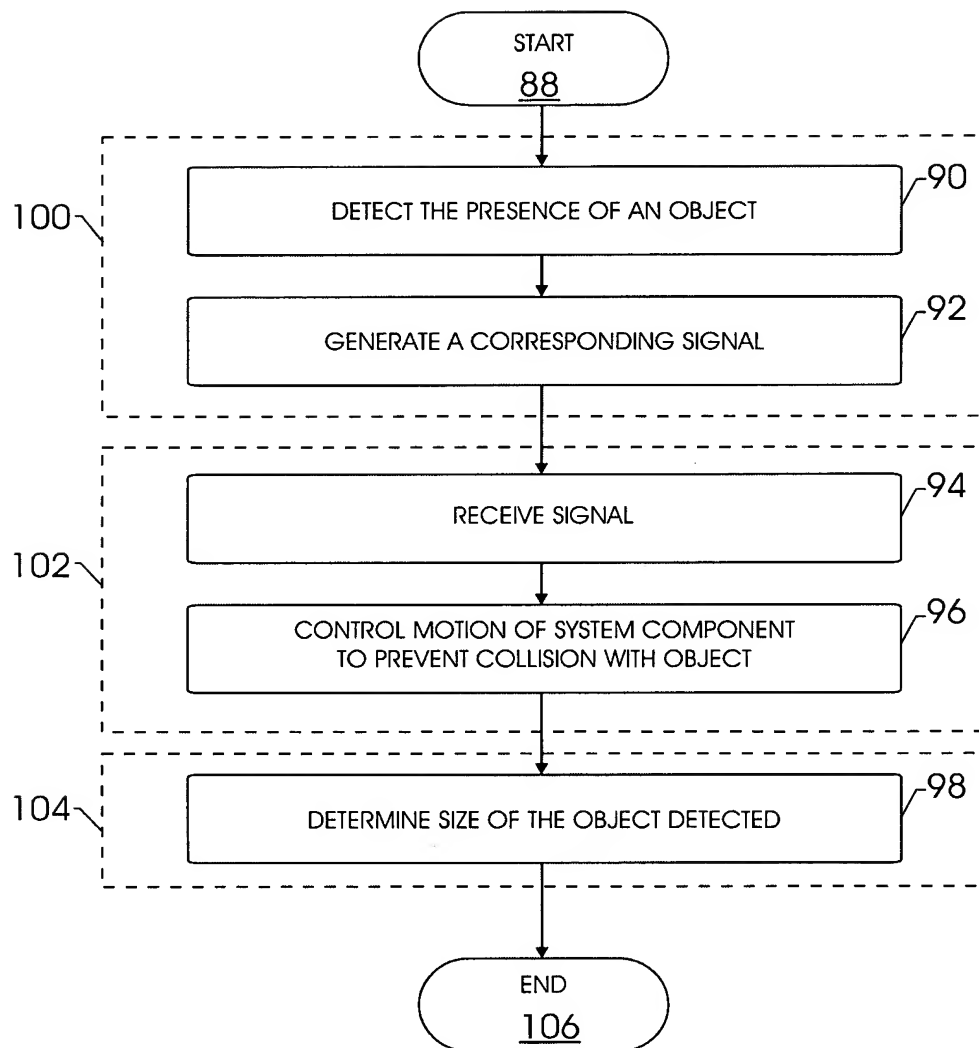 START
88
90
DETECT THE PRESENCE OF AN OBJECT
100
92
GENERATE A CORRESPONDING SIGNAL
94
RECEIVE SIGNAL
102
96
CONTROL MOTION OF SYSTEM COMPONENT
TO PREVENT COLLISION WITH OBJECT
98
104
DETERMINE SIZE OF THE OBJECT DETECTED
END
106